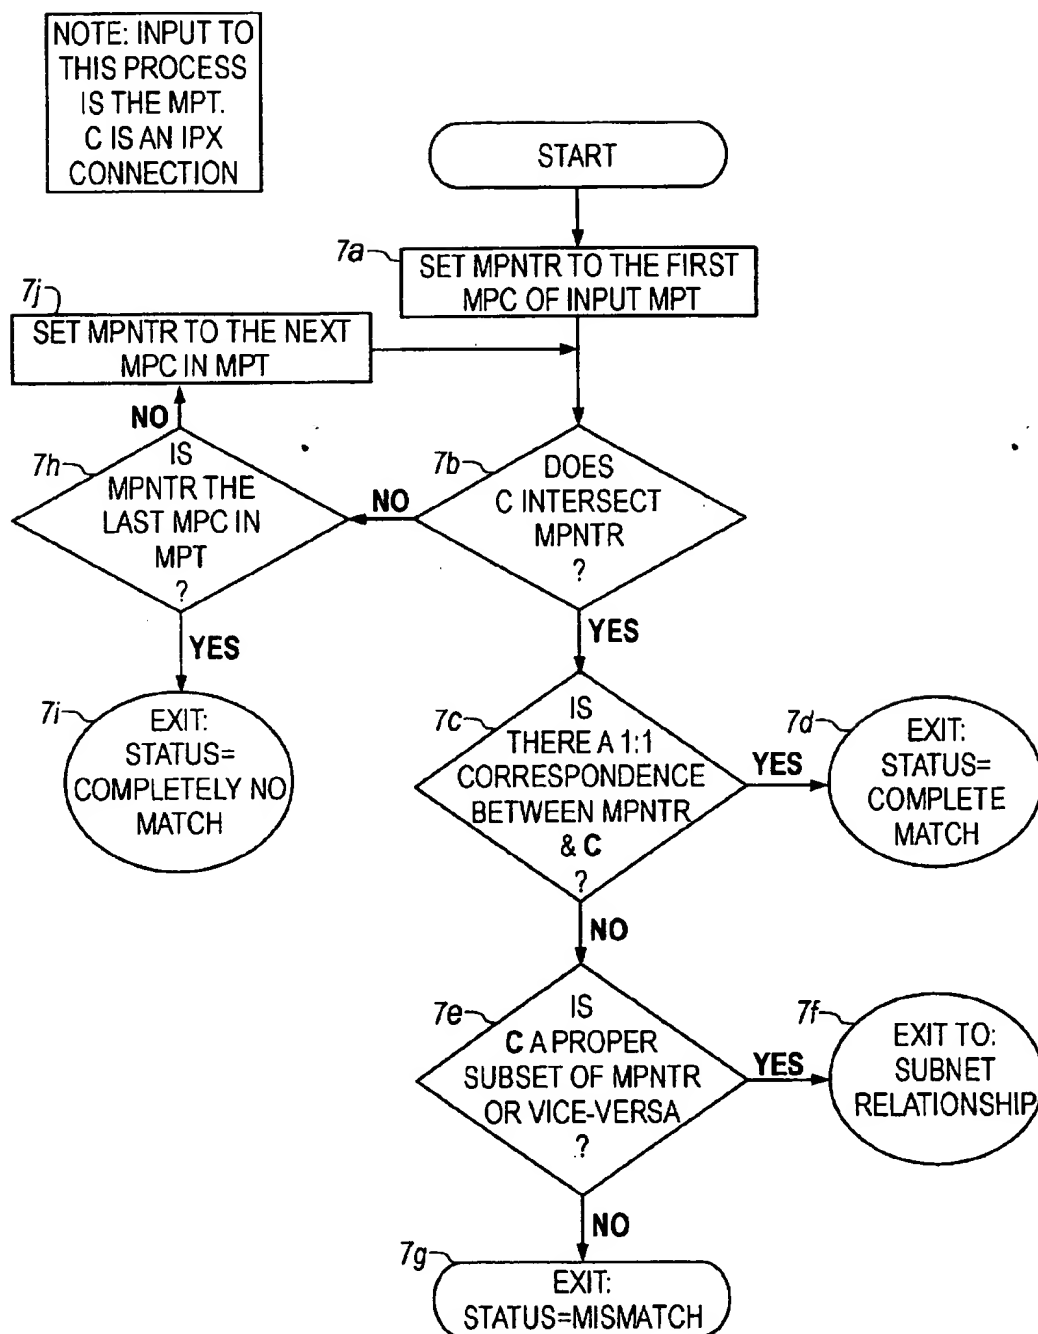 NOTE: INPUT TO
THIS PROCESS
IS THE MPT.
C IS AN IPX
CONNECTION
START
7a
SET MPNTR TO THE FIRST
MPC OF INPUT MPT
7j
SET MPNTR TO THE NEXT
MPC IN MPT
NO
7h
IS
MPNTR THE
LAST MPC IN
MPT
?
NO
7b
DOES
C INTERSECT
MPNTR
?
YES
YES
7i
EXIT:
STATUS=
COMPLETELY NO
MATCH
7c
IS
THERE A 1:1
CORRESPONDENCE
BETWEEN MPNTR
& C
?
YES
7d
EXIT:
STATUS=
COMPLETE
MATCH
NO
7e
IS
C A PROPER
SUBSET OF MPNTR
OR VICE-VERSA
?
YES
7f
EXIT TO:
SUBNET
RELATIONSHIP
NO
7g
EXIT:
STATUS=MISMATCH